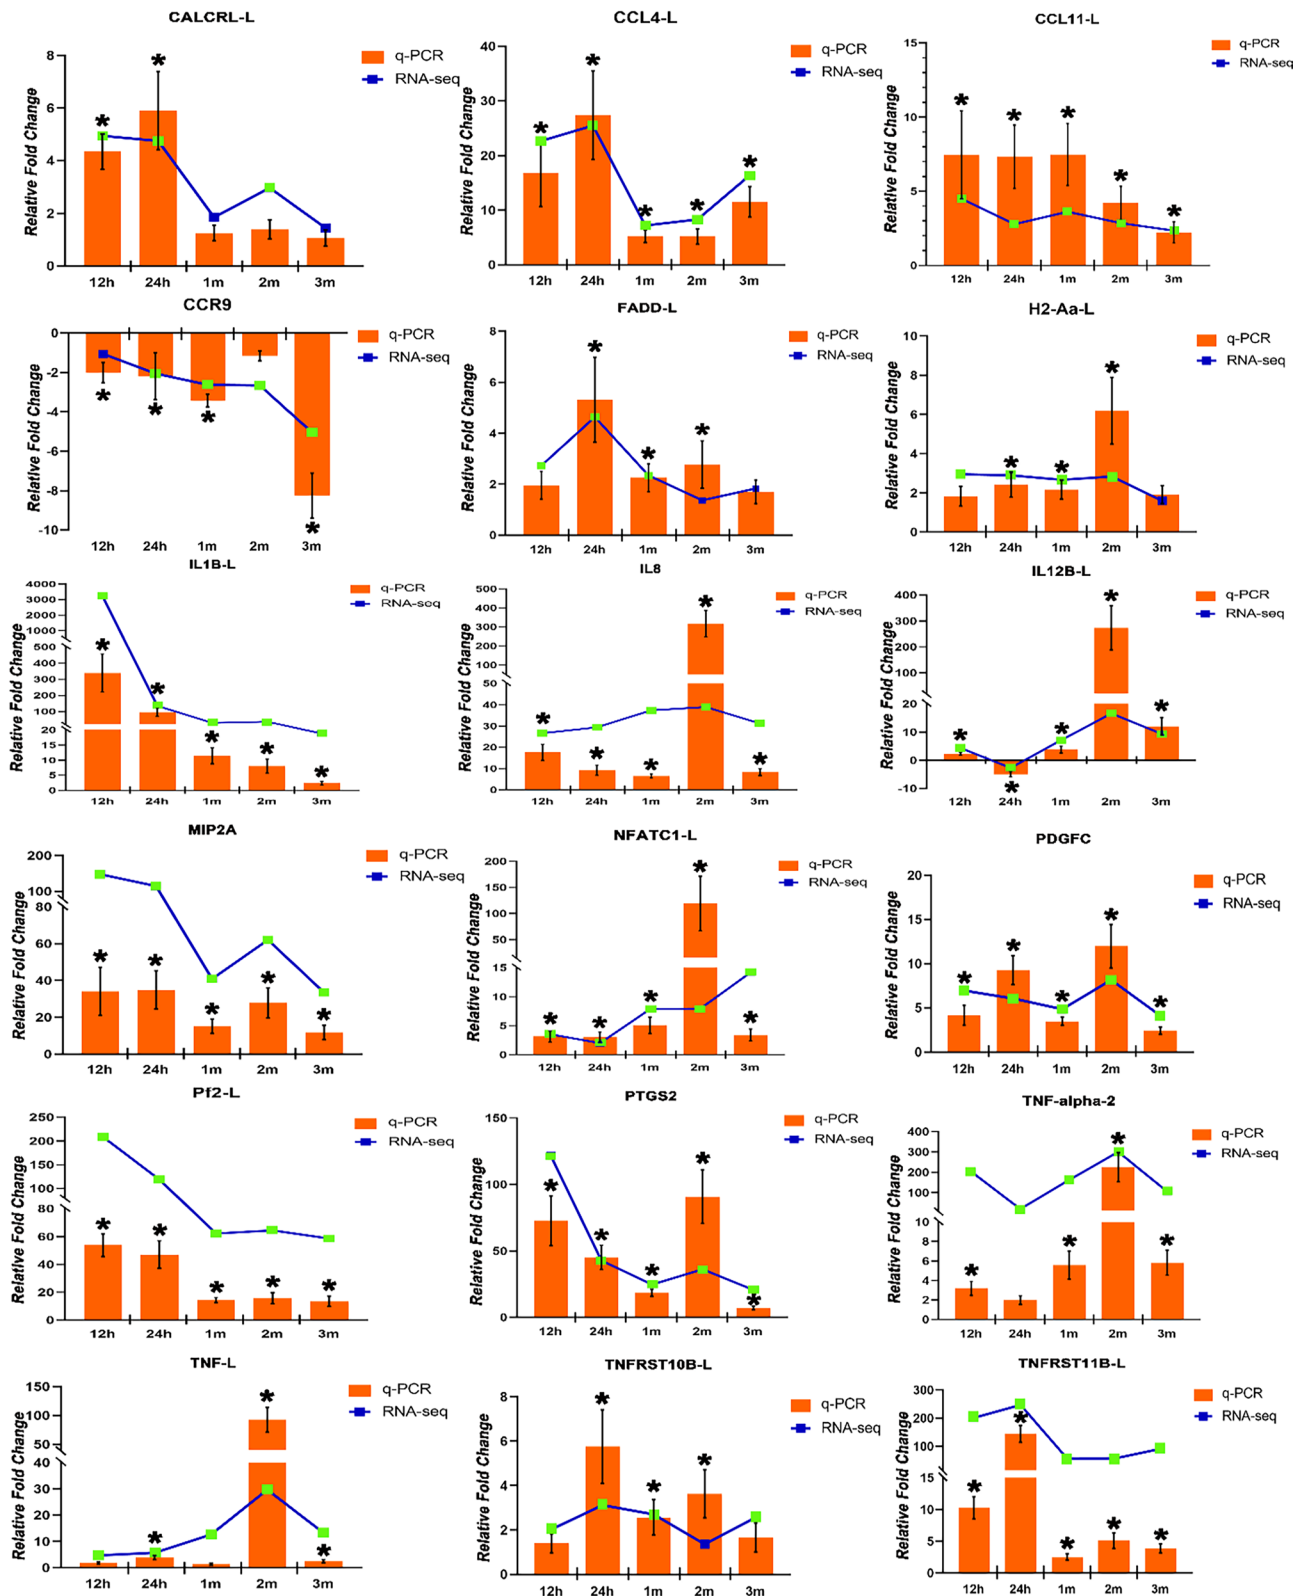 CALCRL-L
Relative Fold Change
8
6
4
2
0
12h 24h 1m 2m 3m
q-PCR
RNA-seq
* *
CCL4-L
Relative Fold Change
40
30
20
10
0
12h 24h 1m 2m 3m
q-PCR
RNA-seq
* * * * *
CCL11-L
Relative Fold Change
15
10
5
0
12h 24h 1m 2m 3m
q-PCR
RNA-seq
* * * * *
CCR9
Relative Fold Change
0
-2
-4
-6
-8
-10
12h 24h 1m 2m 3m
q-PCR
RNA-seq
* * * *
FADD-L
Relative Fold Change
8
6
4
2
0
12h 24h 1m 2m 3m
q-PCR
RNA-seq
* * *
H2-Aa-L
Relative Fold Change
10
8
6
4
2
0
12h 24h 1m 2m 3m
q-PCR
RNA-seq
* * *
IL1B-L
Relative Fold Change
4000
3000
2000
1000
500
400
300
200
100
20
15
10
5
0
12h 24h 1m 2m 3m
q-PCR
RNA-seq
* * * * *
IL8
Relative Fold Change
500
400
300
200
100
50
40
30
20
10
0
12h 24h 1m 2m 3m
q-PCR
RNA-seq
* * * * *
IL12B-L
Relative Fold Change
400
300
200
100
20
10
0
-10
12h 24h 1m 2m 3m
q-PCR
RNA-seq
* * * * *
MIP2A
Relative Fold Change
200
100
80
60
40
20
0
12h 24h 1m 2m 3m
q-PCR
RNA-seq
* * * * *
NFATC1-L
Relative Fold Change
200
150
100
50
15
10
5
0
12h 24h 1m 2m 3m
q-PCR
RNA-seq
* * * * *
PDGFC
Relative Fold Change
20
15
10
5
0
12h 24h 1m 2m 3m
q-PCR
RNA-seq
* * * * *
Pf2-L
Relative Fold Change
250
200
150
100
80
60
40
20
0
12h 24h 1m 2m 3m
q-PCR
RNA-seq
* * * * *
PTGS2
Relative Fold Change
150
100
50
0
12h 24h 1m 2m 3m
q-PCR
RNA-seq
* * * * *
TNF-alpha-2
Relative Fold Change
400
300
200
100
10
8
6
4
2
0
12h 24h 1m 2m 3m
q-PCR
RNA-seq
* * * *
TNF-L
Relative Fold Change
150
100
50
40
30
20
10
0
12h 24h 1m 2m 3m
q-PCR
RNA-seq
* * *
TNFRST10B-L
Relative Fold Change
8
6
4
2
0
12h 24h 1m 2m 3m
q-PCR
RNA-seq
* * *
TNFRST11B-L
Relative Fold Change
300
200
100
15
10
5
0
12h 24h 1m 2m 3m
q-PCR
RNA-seq
* * * * *